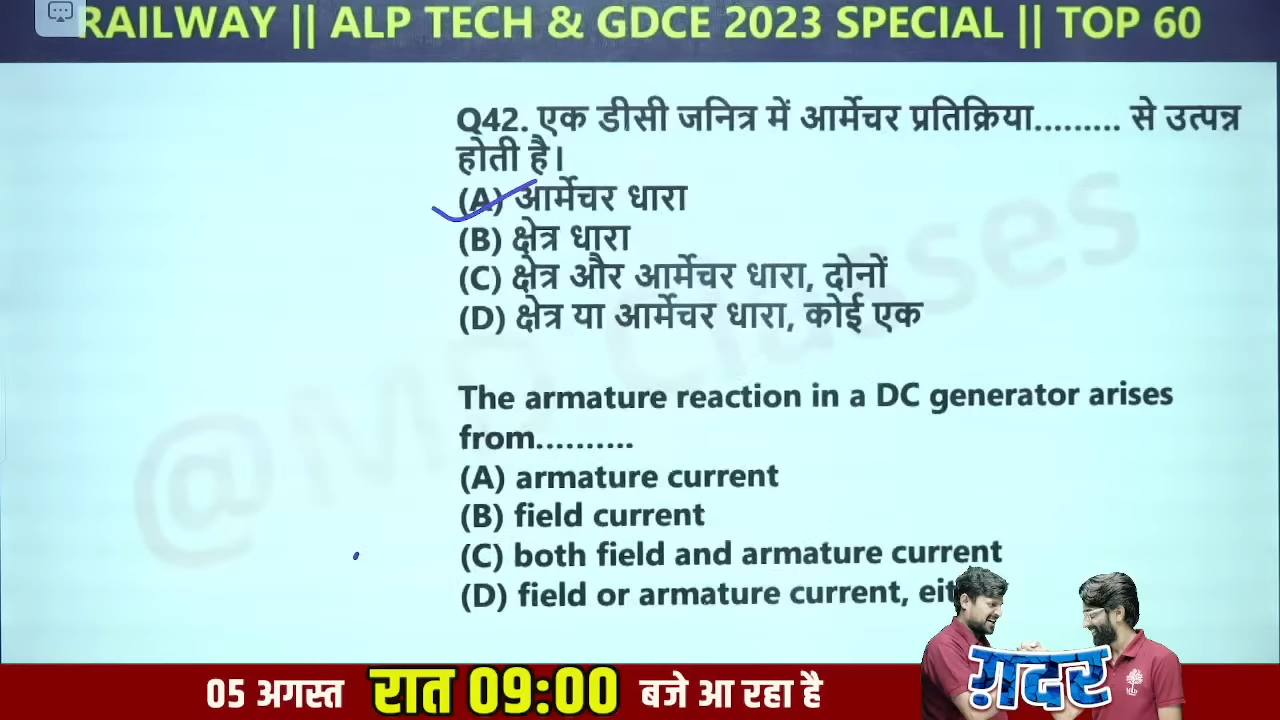 RAILWAY || ALP TECH & GDCE 2023 SPECIAL || TOP 60
Q42. एक डीसी जनित्र में आर्मेचर प्रतिक्रिया......... से उत्पन्न
होती है।
(A) आर्मेचर धारा
(B) क्षेत्र धारा
(C) क्षेत्र और आर्मेचर धारा, दोनों
(D) क्षेत्र या आर्मेचर धारा, कोई एक
@MD Classes
The armature reaction in a DC generator arises
from..........
(A) armature current
(B) field current
(C) both field and armature current
(D) field or armature current,
ग़दर
05 अगस्त रात 09:00 बजे आ रहा है